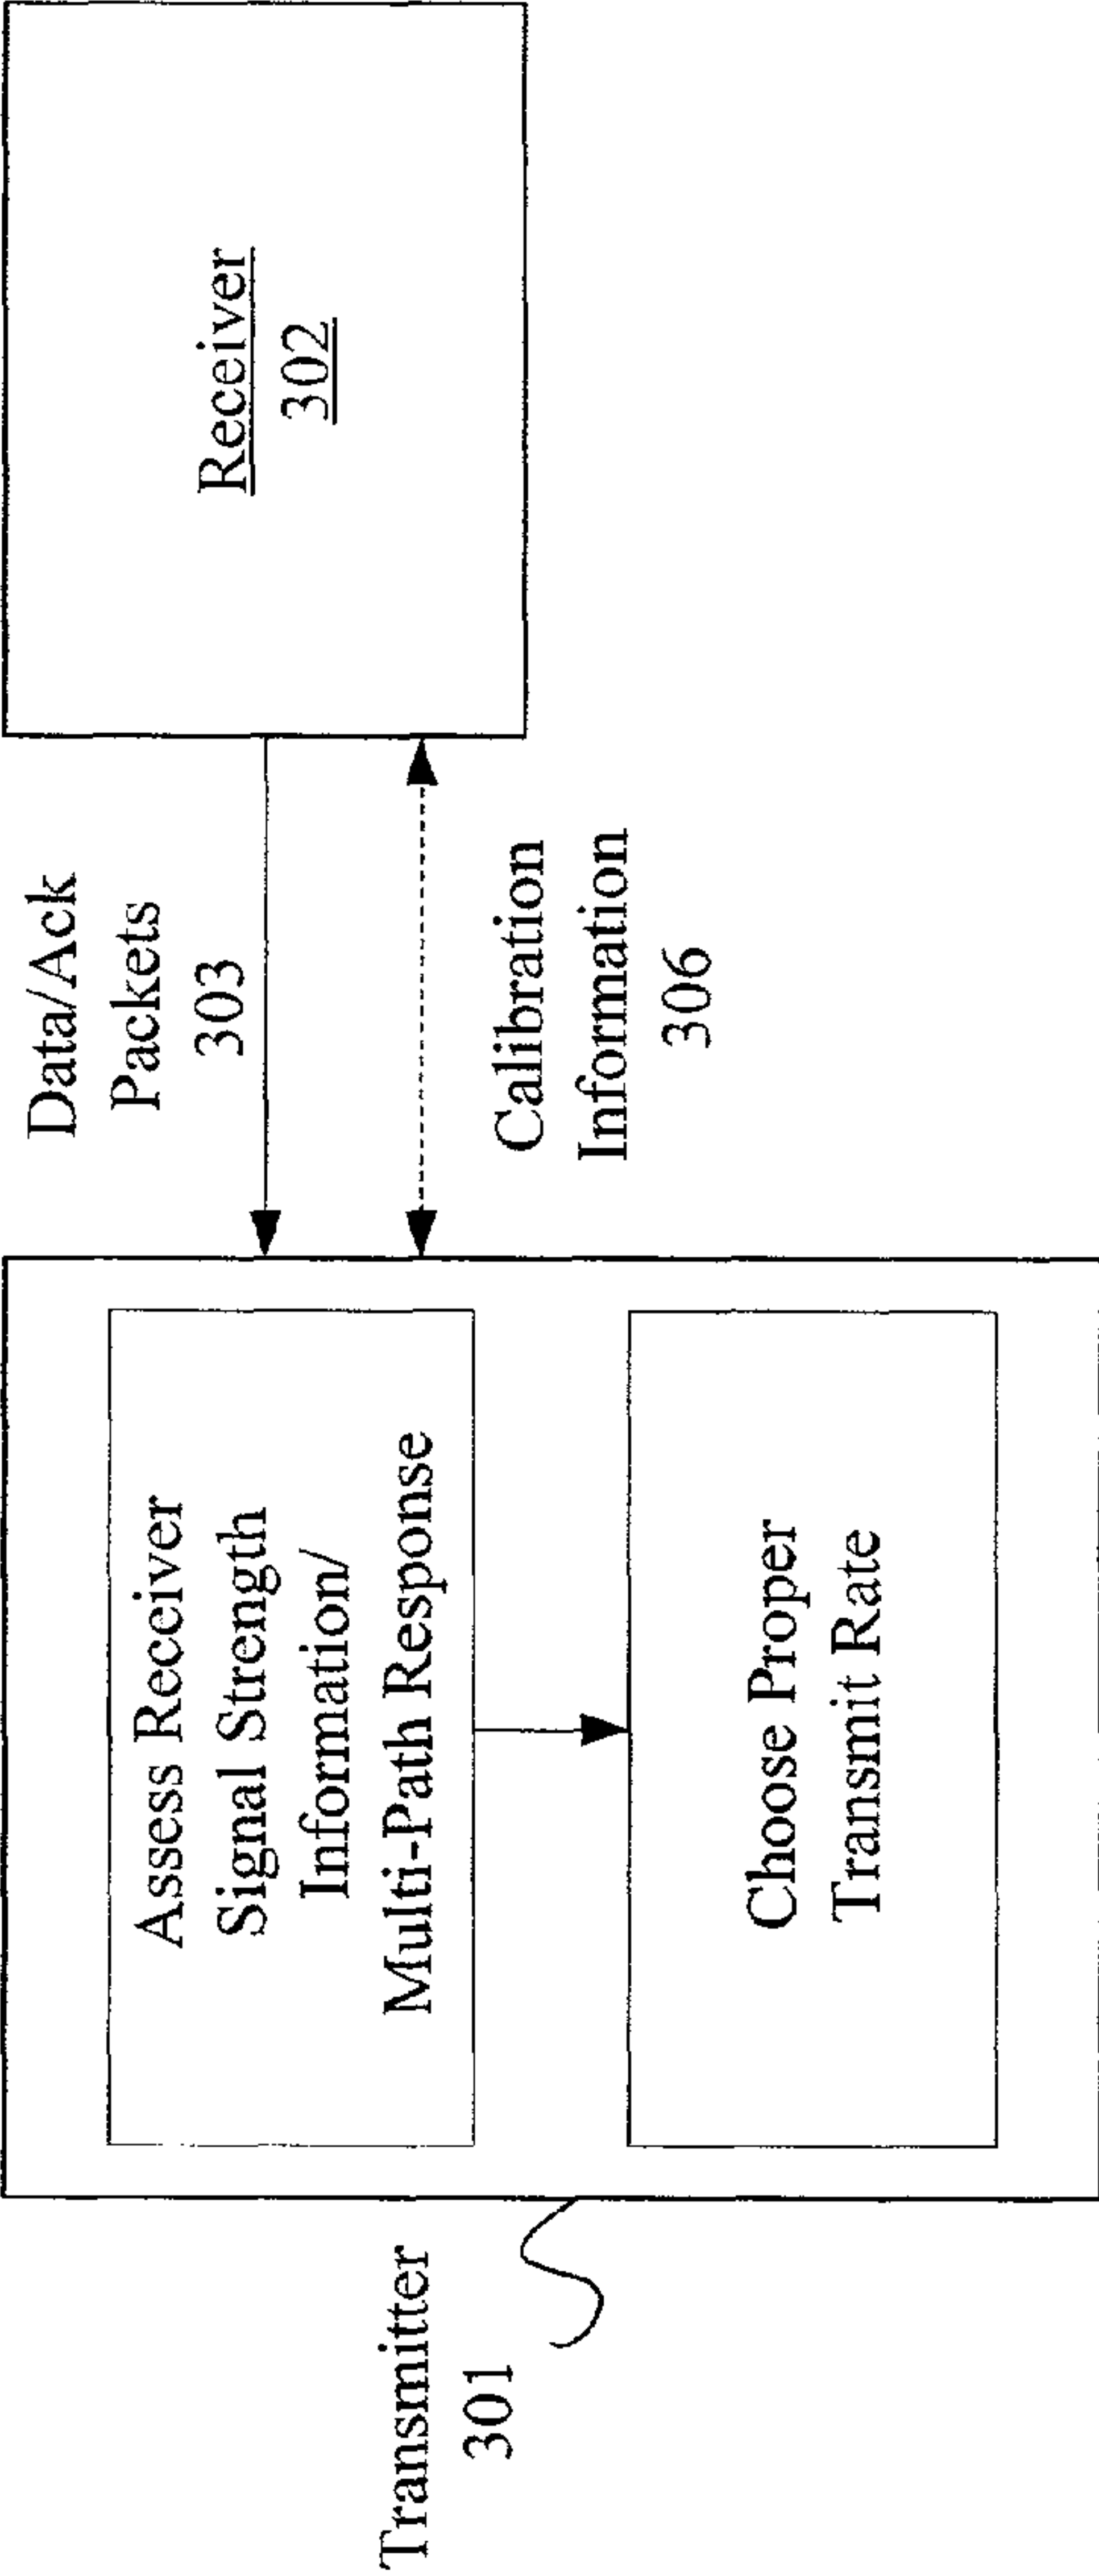 Transmitter
301
Assess Receiver
Signal Strength
Information/
Multi-Path Response
Choose Proper
Transmit Rate
Data/Ack
Packets
303
Calibration
Information
306
Receiver
302